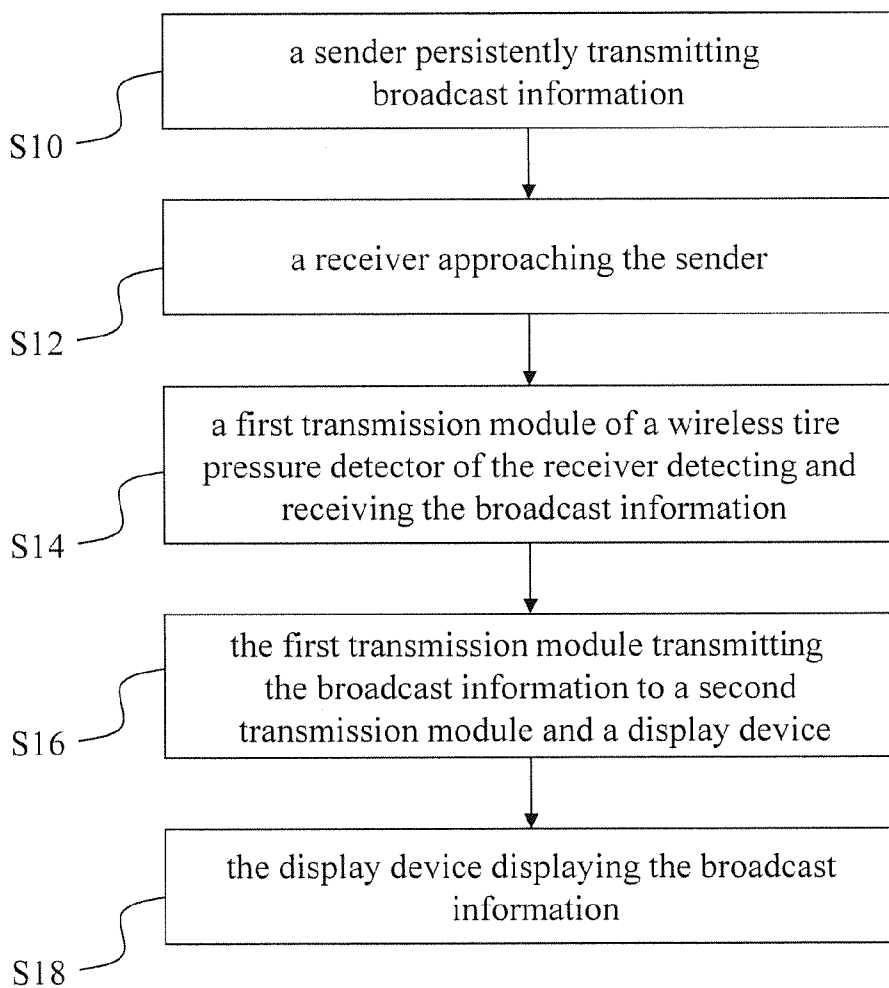 a sender persistently transmitting
broadcast information
S10
a receiver approaching the sender
S12
a first transmission module of a wireless tire
pressure detector of the receiver detecting and
receiving the broadcast information
S14
the first transmission module transmitting
the broadcast information to a second
transmission module and a display device
S16
the display device displaying the broadcast
information
S18